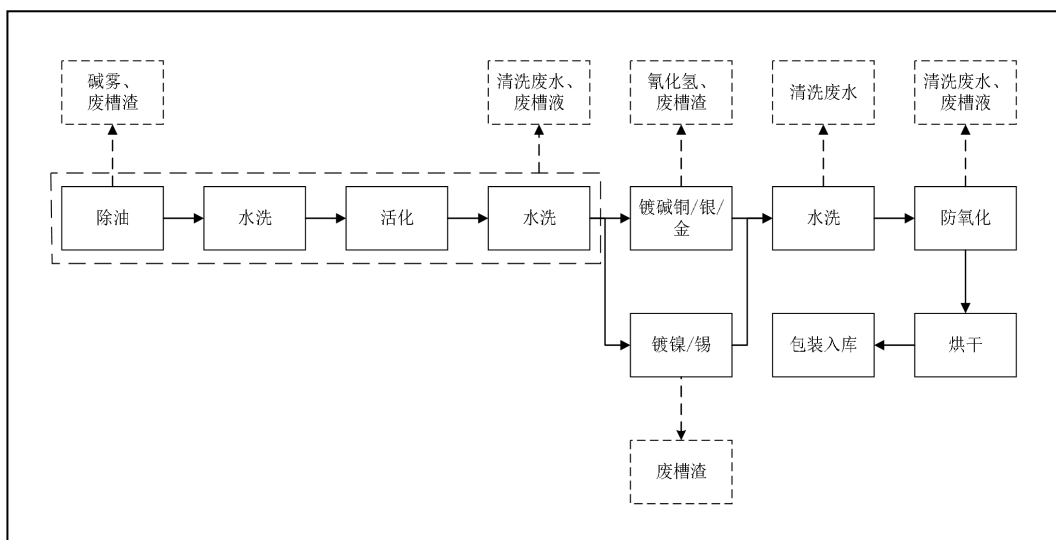 碱雾、
废槽渣
清洗废水、
废槽液
氰化氢、
废槽渣
清洗废水
清洗废水、
废槽液
除油
水洗
活化
水洗
镀碱铜/银/
金
水洗
防氧化
镀镍/锡
包装入库
烘干
废槽渣